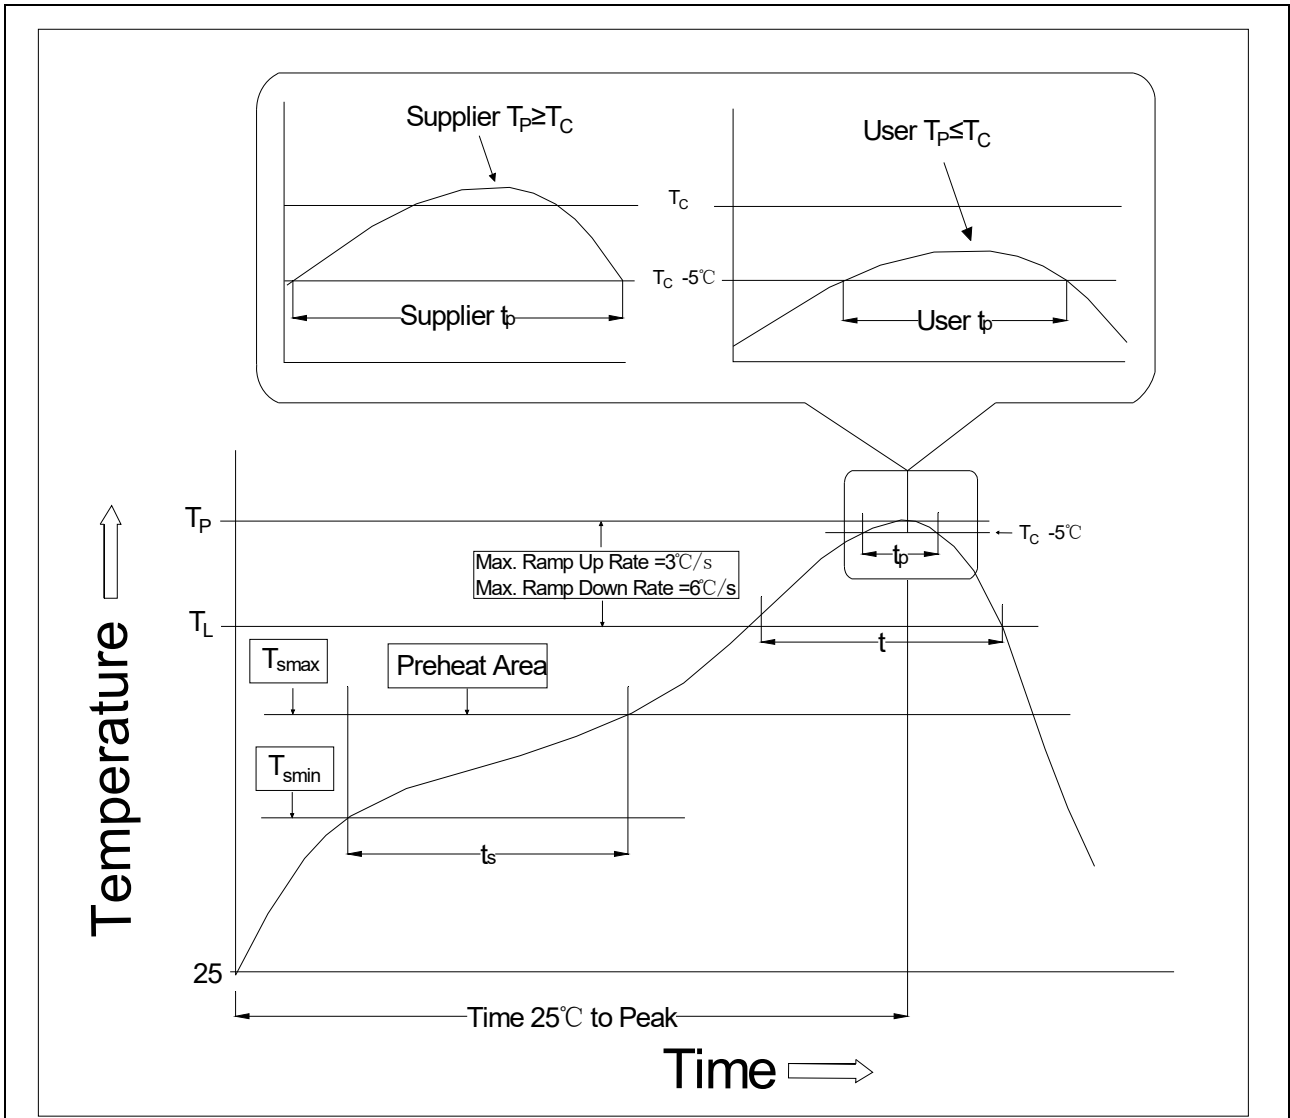 Supplier TP≥TC
User TP≤TC
TC
TC -5℃
Supplier tp
User tp
TP
TC -5℃
tp
Max. Ramp Up Rate =3℃/s
Max. Ramp Down Rate =6℃/s
TL
t
Tsmax
Preheat Area
Tsmin
ts
Temperature
25
Time 25℃ to Peak
Time